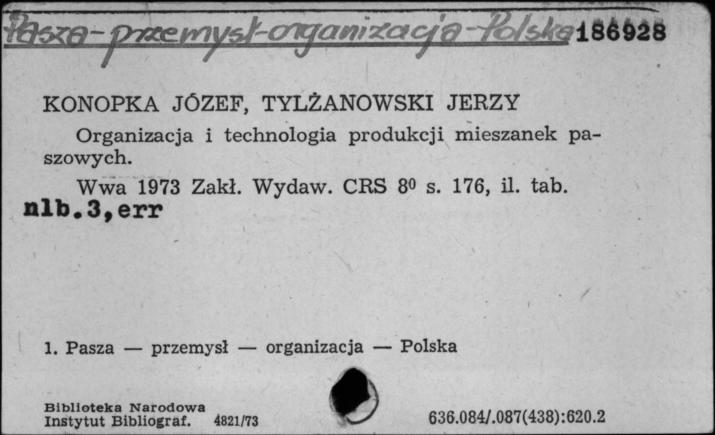 Pasza-przemysł-organizacja-Polska 186928
KONOPKA JÓZEF, TYLŻANOWSKI JERZY
Organizacja i technologia produkcji mieszanek pa-
szowych.
Wwa 1973 Zakł. Wydaw. CRS 8⁰ s. 176, il. tab.
nlb.3,err
1. Pasza — przemysł — organizacja — Polska
Biblioteka Narodowa
Instytut Bibliograf. 4821/73
636.084/.087(438):620.2